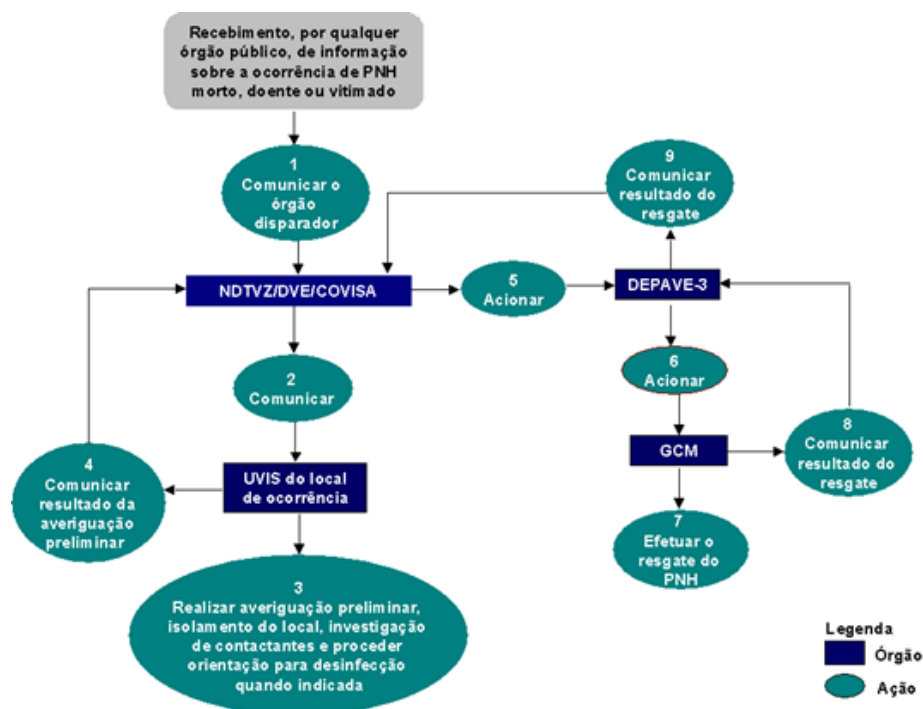 Recebimento, por qualquer
órgão público, de informação
sobre a ocorrência de PNH
morto, doente ou vitimado
1
Comunicar o
órgão
disparador
9
Comunicar
resultado do
resgate
NDTVZ/DVE/COVISA
5
Acionar
DEPAVE-3
2
Comunicar
6
Acionar
4
Comunicar
resultado da
averiguação
preliminar
UVIS do local
de ocorrência
GCM
8
Comunicar
resultado do
resgate
7
Efetuar o
resgate do
PNH
3
Realizar averiguação preliminar,
isolamento do local, investigação
de contactantes e proceder
orientação para desinfecção
quando indicada
Legenda
Órgão
Ação